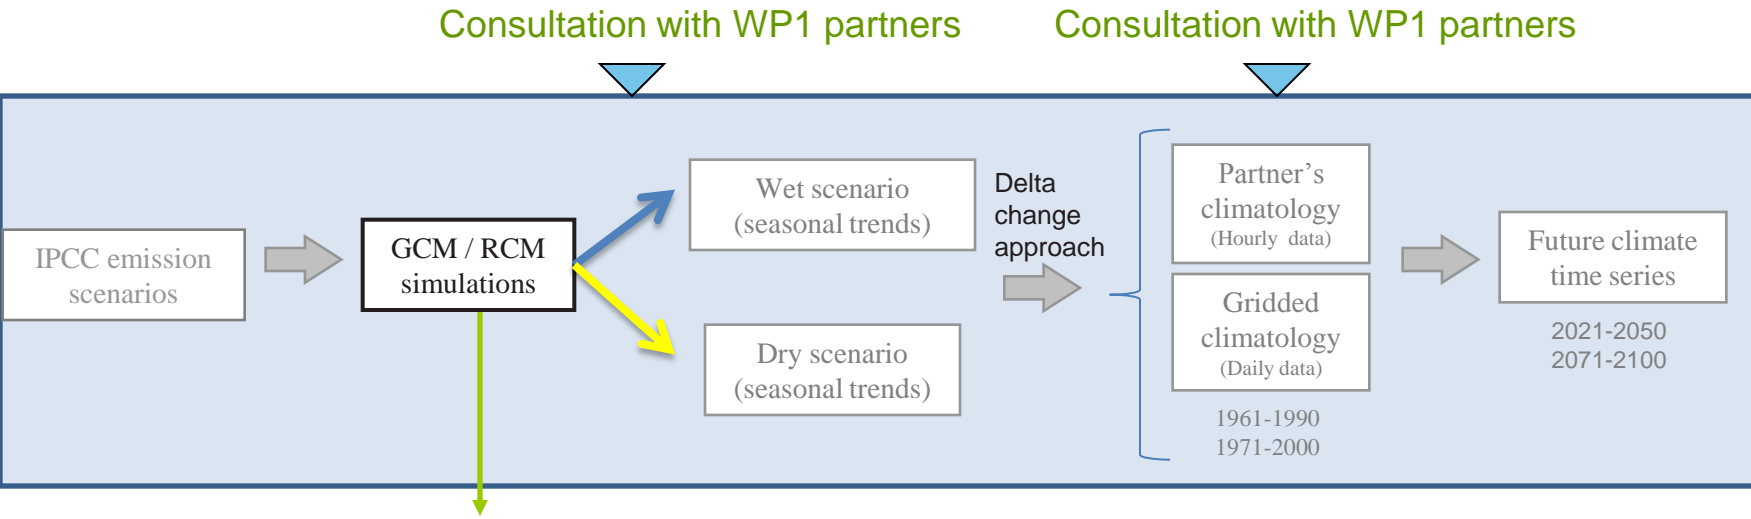 Consultation with WP1 partners
Consultation with WP1 partners
IPCC emission
scenarios
GCM / RCM
simulations
Wet scenario
(seasonal trends)
Dry scenario
(seasonal trends)
Delta
change
approach
Partner’s
climatology
(Hourly data)
Gridded
climatology
(Daily data)
1961-1990
1971-2000
Future climate
time series
2021-2050
2071-2100